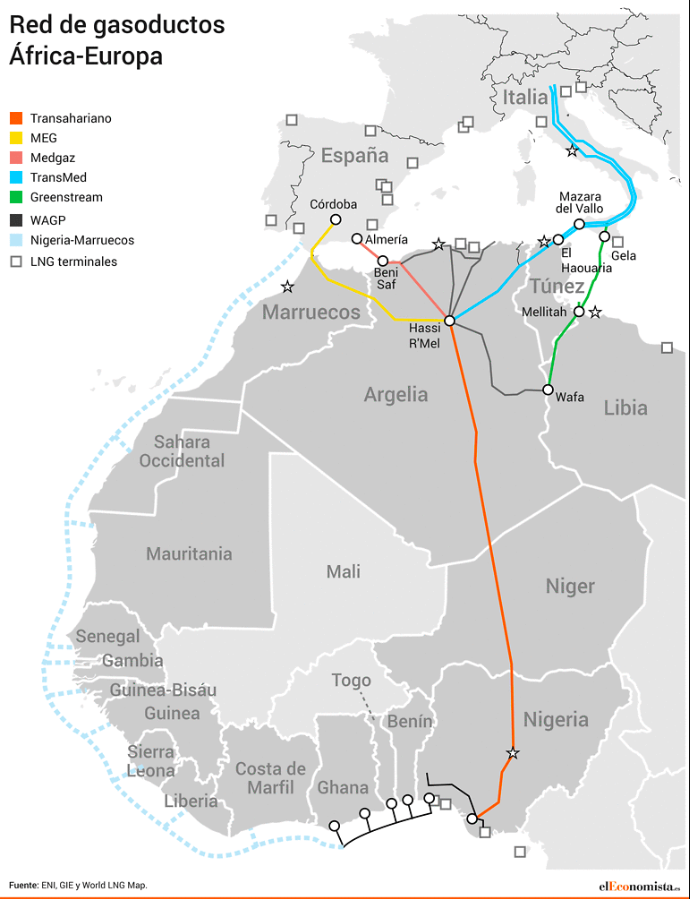 Red de gasoductos
África-Europa
Transahariano
MEG
Medgaz
TransMed
Greenstream
WAGP
Nigeria-Marruecos
LNG terminales
Italia
España
Córdoba
Mazara
del Vallo
Almería
Beni
Saf
El
Haouaria
Gela
Túnez
Marruecos
Mellitah
Hassi
R'Mel
Argelia
Wafa
Libia
Sahara
Occidental
Mauritania
Mali
Niger
Senegal
Gambia
Togo
Guinea-Bisáu
Guinea
Benín
Nigeria
Sierra
Leona
Costa de
Marfil
Ghana
Liberia
Fuente: ENI, GIE y World LNG Map.
elEconomista.es